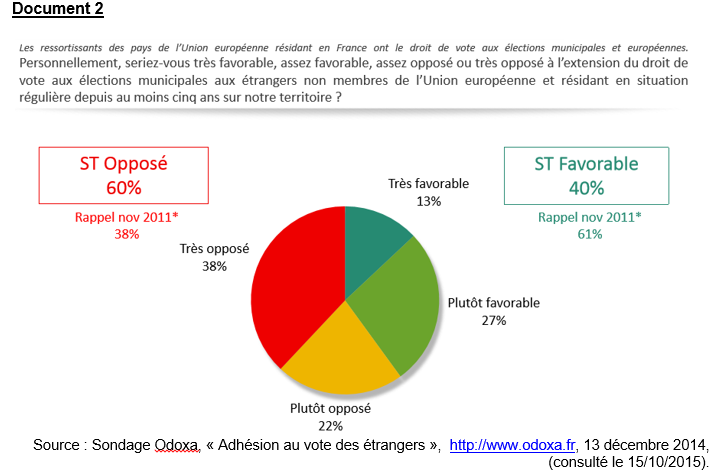 Document 2
Les ressortissants des pays de l'Union européenne résidant en France ont le droit de vote aux élections municipales et européennes.
Personnellement, seriez-vous très favorable, assez favorable, assez opposé ou très opposé à l'extension du droit de
vote aux élections municipales aux étrangers non membres de l'Union européenne et résidant en situation
régulière depuis au moins cinq ans sur notre territoire ?
ST Opposé
60%
Rappel nov 2011*
38%
ST Favorable
40%
Rappel nov 2011*
61%
Très favorable
13%
Très opposé
38%
Plutôt favorable
27%
Plutôt opposé
22%
Source : Sondage Odoxa, « Adhésion au vote des étrangers », http://www.odoxa.fr, 13 décembre 2014,
(consulté le 15/10/2015).